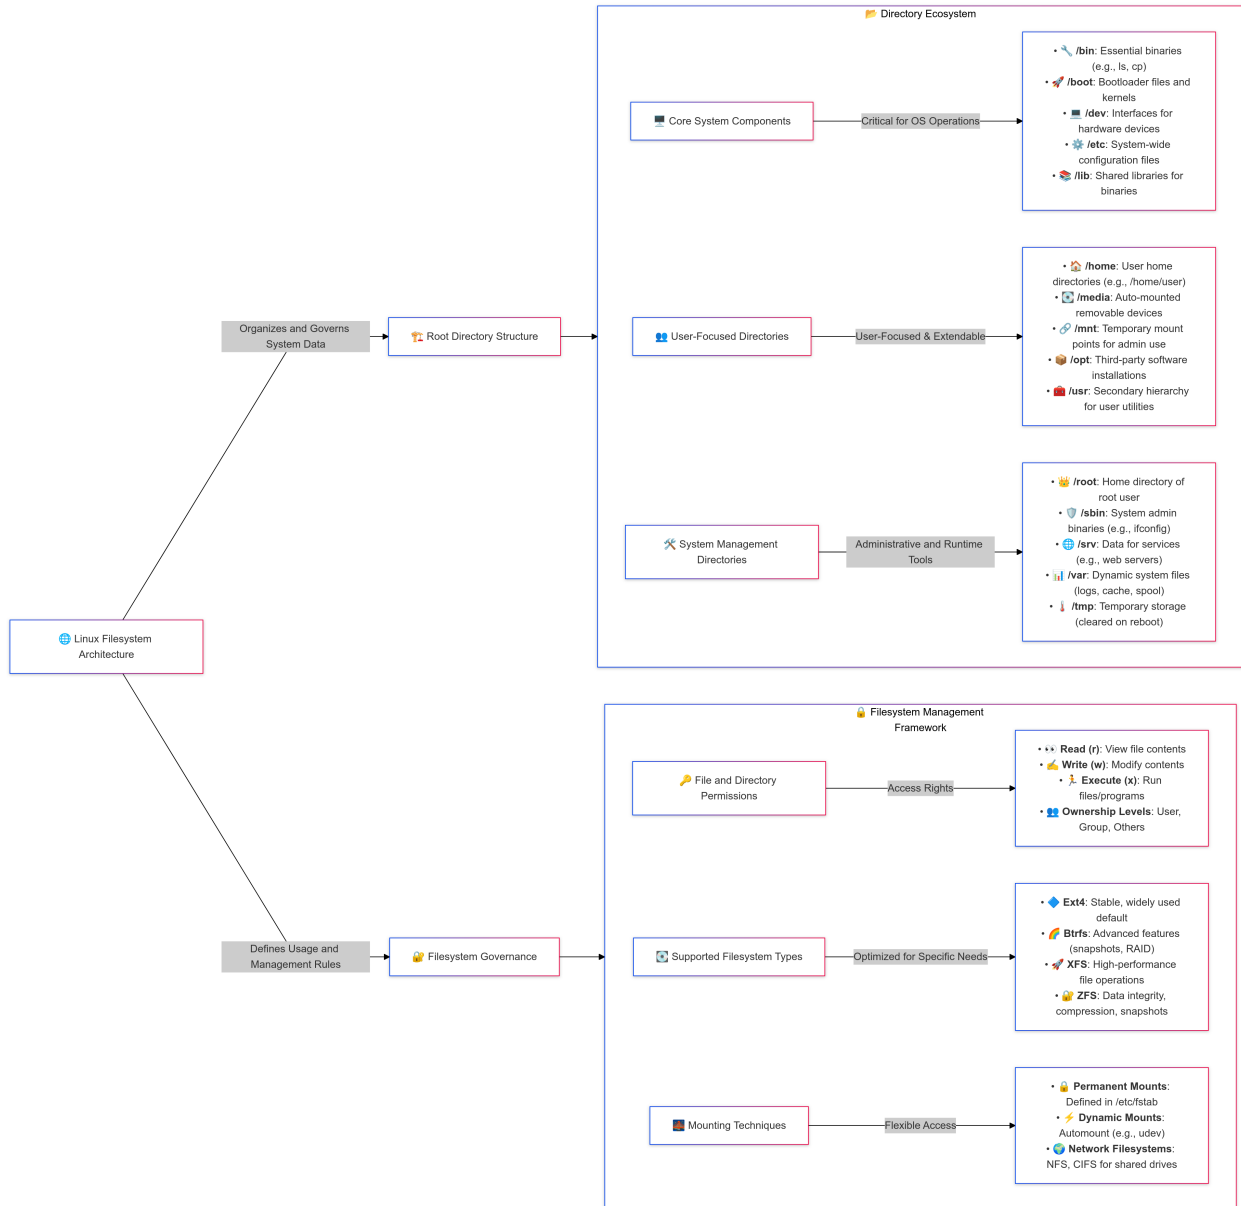 📂 Directory Ecosystem
🖥️ Core System Components
Critical for OS Operations
• 🔧 /bin: Essential binaries
(e.g., ls, cp)
• 🚀 /boot: Bootloader files and
kernels
• 💻 /dev: Interfaces for
hardware devices
• ⚙️ /etc: System-wide
configuration files
• 📚 /lib: Shared libraries for
binaries
Organizes and Governs
System Data
🏗️ Root Directory Structure
👥 User-Focused Directories
User-Focused & Extendable
• 🏠 /home: User home
directories (e.g., /home/user)
• 💽 /media: Auto-mounted
removable devices
• 🔗 /mnt: Temporary mount
points for admin use
• 📦 /opt: Third-party software
installations
• 🧰 /usr: Secondary hierarchy
for user utilities
🛠️ System Management
Directories
Administrative and Runtime
Tools
• 👑 /root: Home directory of
root user
• 🛡️ /sbin: System admin
binaries (e.g., ifconfig)
• 🌐 /srv: Data for services
(e.g., web servers)
• 📊 /var: Dynamic system files
(logs, cache, spool)
• 🌡️ /tmp: Temporary storage
(cleared on reboot)
🌐 Linux Filesystem
Architecture
🔒 Filesystem Management
Framework
🔑 File and Directory
Permissions
Access Rights
• 👀 Read (r): View file contents
• ✍️ Write (w): Modify contents
• 🏃 Execute (x): Run
files/programs
• 👥 Ownership Levels: User,
Group, Others
Defines Usage and
Management Rules
🔐 Filesystem Governance
💽 Supported Filesystem Types
Optimized for Specific Needs
• 🔷 Ext4: Stable, widely used
default
• 🌈 Btrfs: Advanced features
(snapshots, RAID)
• 🚀 XFS: High-performance
file operations
• 🔐 ZFS: Data integrity,
compression, snapshots
🌉 Mounting Techniques
Flexible Access
• 🔒 Permanent Mounts:
Defined in /etc/fstab
• ⚡ Dynamic Mounts:
Automount (e.g., udev)
• 🌍 Network Filesystems:
NFS, CIFS for shared drives